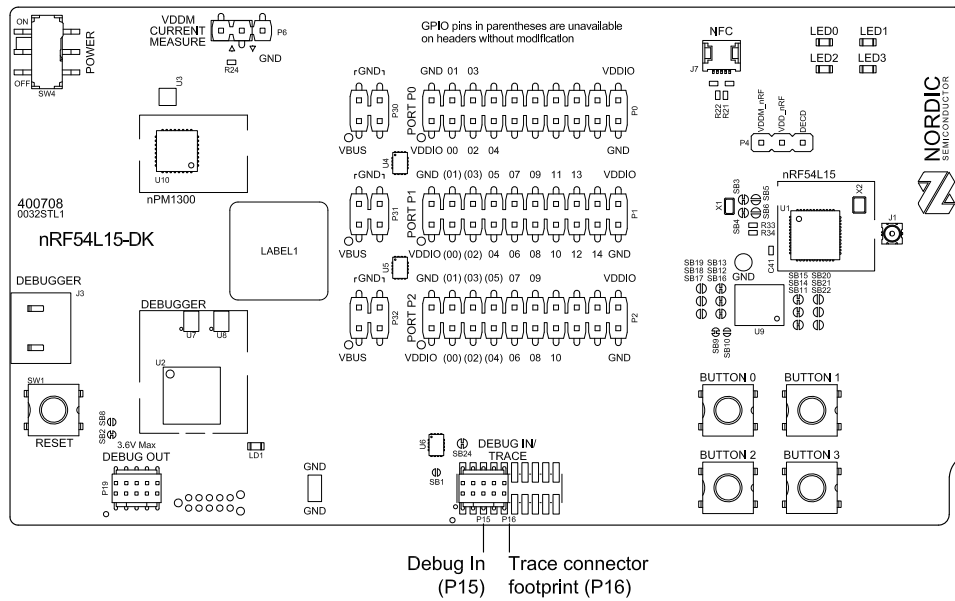 ON
OFF
SW4
POWER
VDDM
CURRENT
MEASURE
P6
GND
R24
U3
U10
nPM1300
400708
0032STL1
nRF54L15-DK
LABEL1
DEBUGGER
J3
DEBUGGER
U7
U8
U2
SW1
RESET
SB8
SB2
3.6V Max
DEBUG OUT
P19
LD1
GND
GND
GPIO pins in parentheses are unavailable
on headers without modification
GND
P30
VBUS
U4
GND 01 03 VDDIO
PORT P0
P0
VDDIO 00 02 04 GND
GND
P31
VBUS
U5
GND (01) (03) 05 07 09 11 13 VDDIO
PORT P1
P1
VDDIO (00) (02) 04 06 08 10 12 14 GND
GND
P32
VBUS
GND (01) (03) (05) 07 09 VDDIO
PORT P2
P2
VDDIO (00) (02) (04) 06 08 10 GND
U6
SB24
SB1
DEBUG IN/
TRACE
P15
P16
Debug In
(P15)
Trace connector
footprint (P16)
NFC
J7
R22
R21
LED0 LED1
LED2 LED3
NORDIC
SEMICONDUCTOR
VDDM_nRF
VDD_nRF
DECD
P4
nRF54L15
SB3
SB5
X1
SB4
SB6
R33
R34
U1
X2
J1
C41
GND
SB19 SB13
SB18 SB12
SB17 SB16
SB15 SB20
SB14 SB21
SB11 SB22
U9
SB9
SB10
BUTTON 0 BUTTON 1
BUTTON 2 BUTTON 3